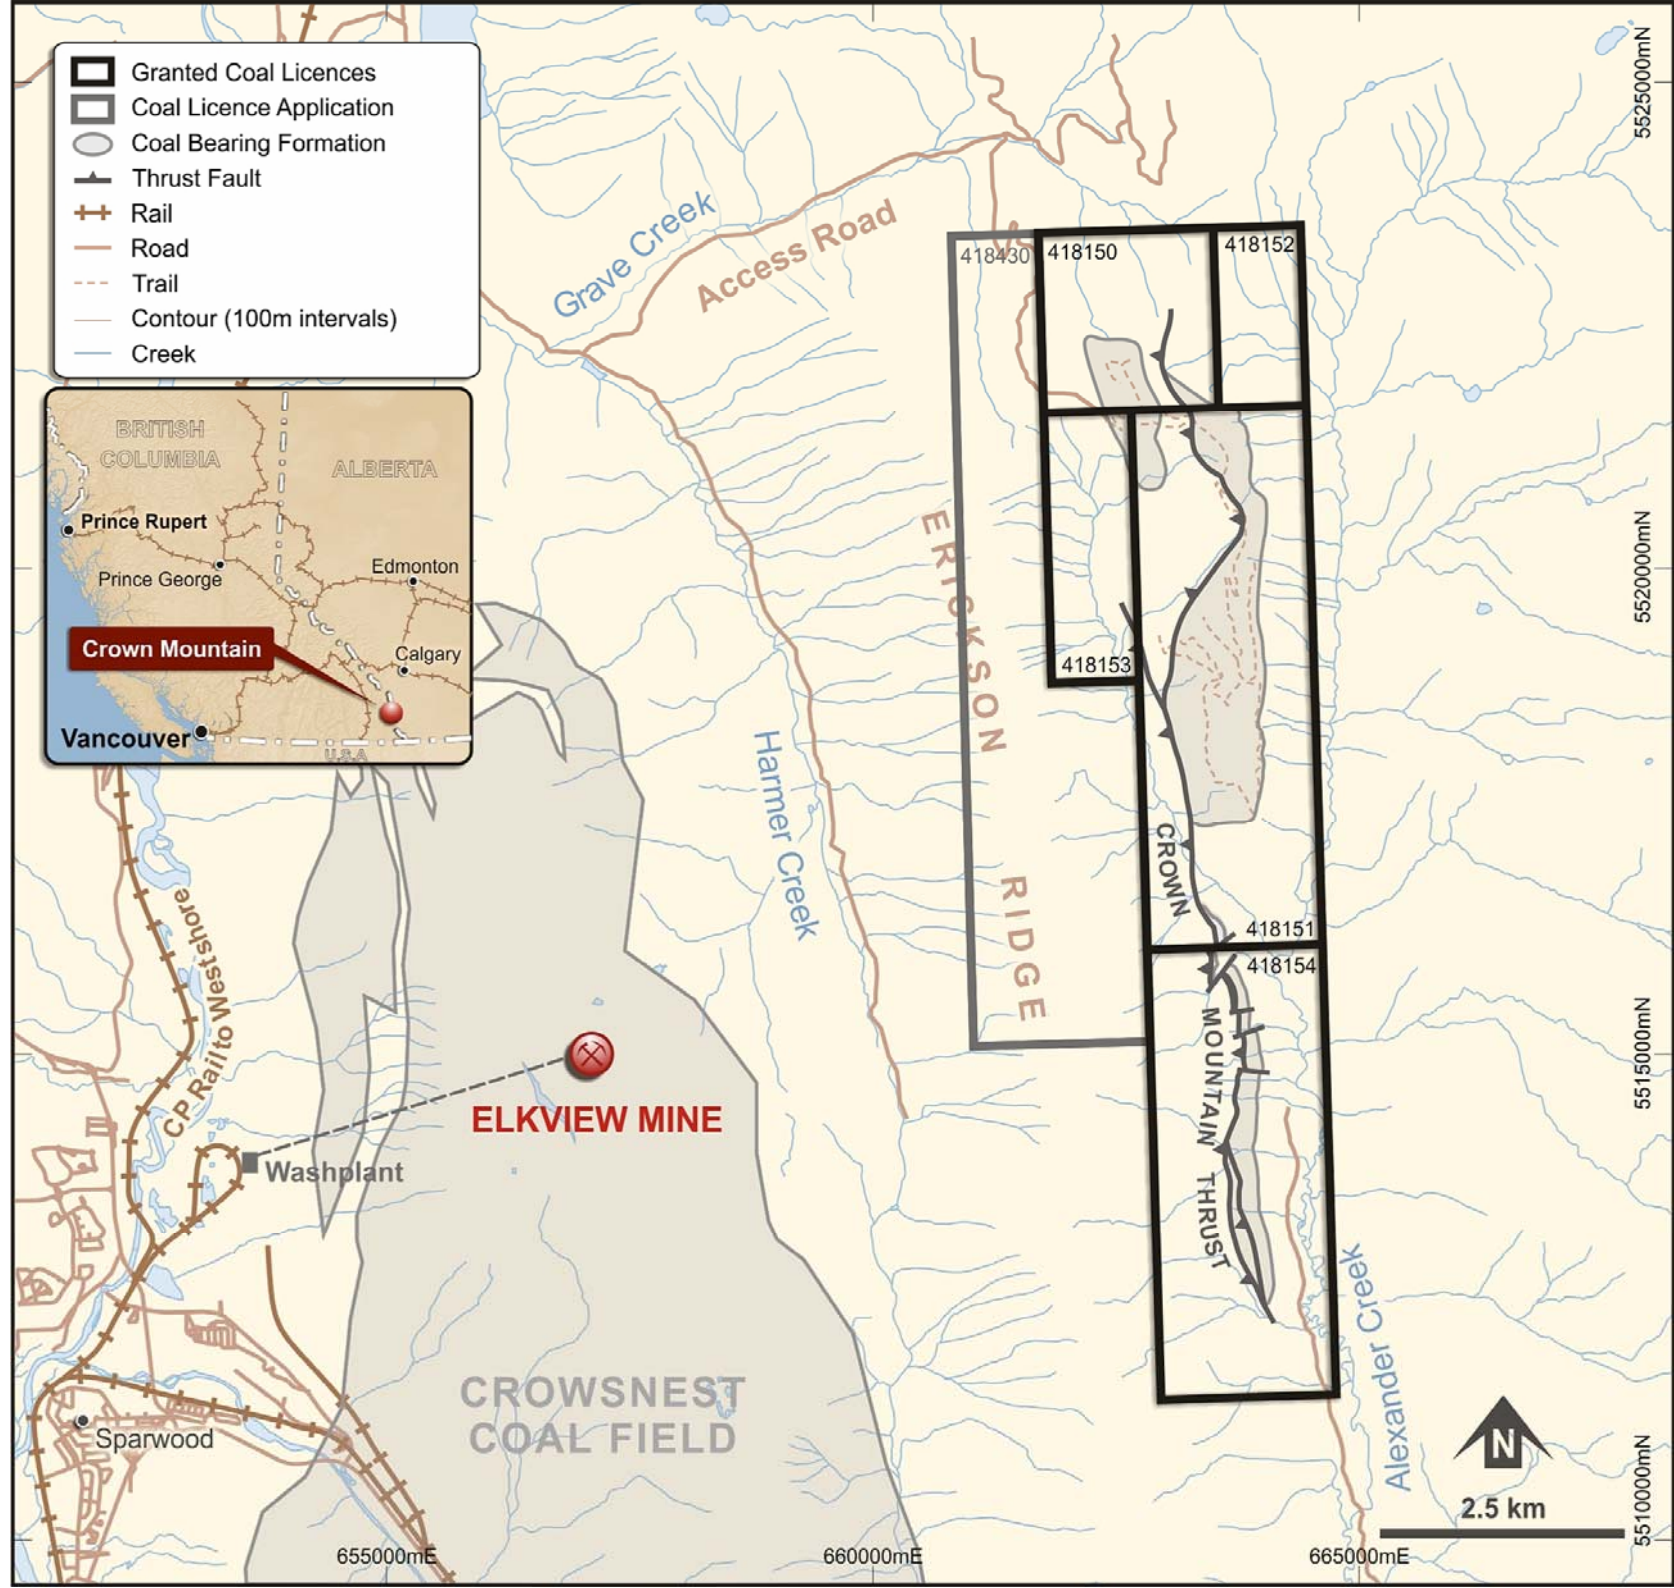 Granted Coal Licences
Coal Licence Application
Coal Bearing Formation
Thrust Fault
Rail
Road
Trail
Contour (100m intervals)
Creek
BRITISH
COLUMBIA
ALBERTA
Prince Rupert
Prince George
Edmonton
Crown Mountain
Calgary
Vancouver
U.S.A
Grave Creek
Access Road
418430
418150
418152
5525000mN
ERICKSON
RIDGE
5520000mN
418153
Harmer Creek
CROWN
MOUNTAIN
THRUST
418151
418154
CP Rail to Westshore
5515000mN
ELKVIEW MINE
Washplant
Alexander Creek
CROWSNEST
COAL FIELD
Sparwood
N
2.5 km
5510000mN
655000mE
660000mE
665000mE